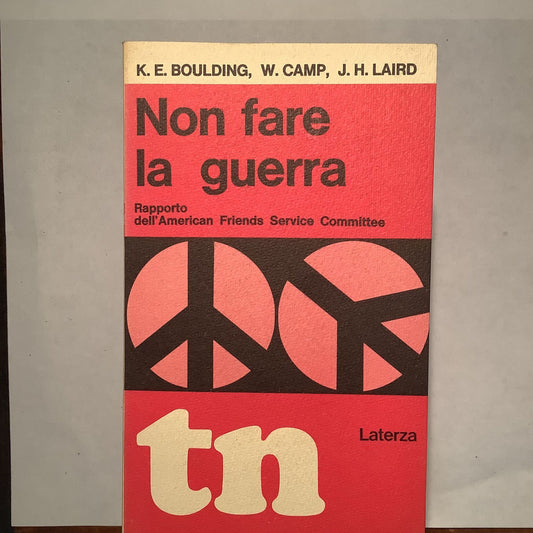 K. E. BOULDING, W. CAMP, J. H. LAIRD
Non fare
la guerra
Rapporto
dell'American Friends Service Committee
Laterza
tn